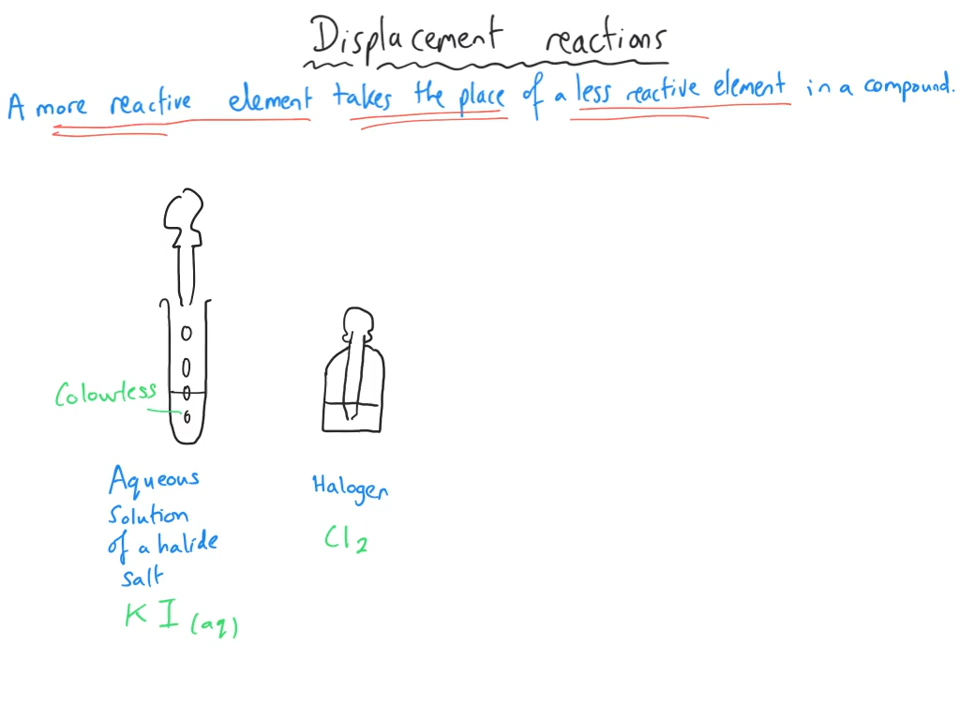 Displacement reactions
A more reactive element takes the place of a less reactive element in a compound.
Colourless
Aqueous
Solution
of a halide
salt
KI (aq)
Halogen
Cl2